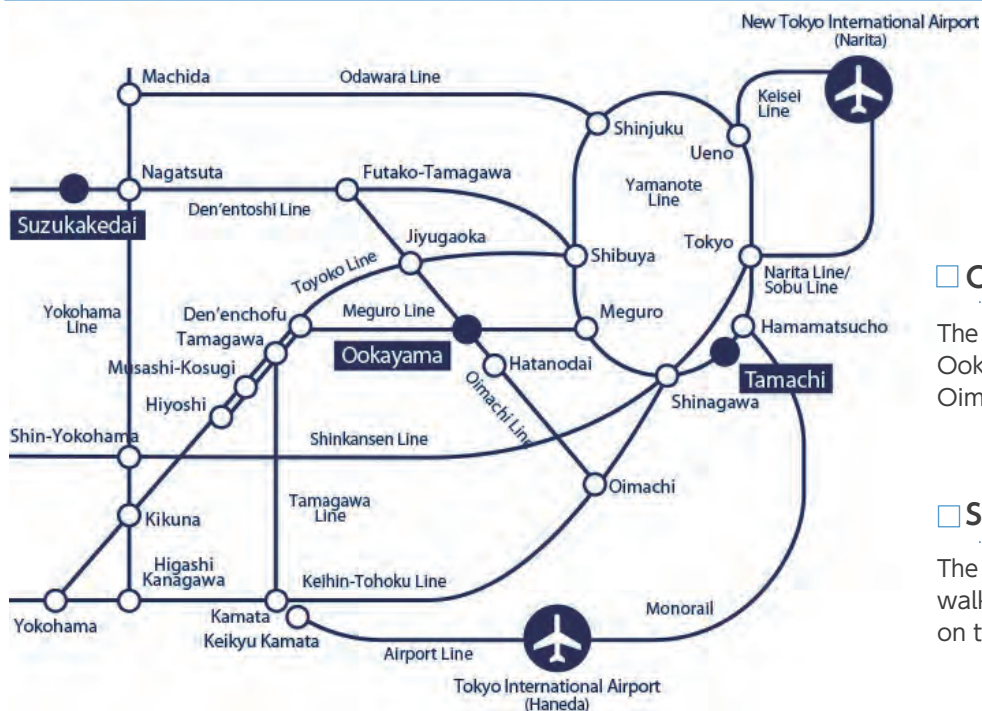 New Tokyo International Airport
(Narita)
Machida
Odawara Line
Keisei
Line
Shinjuku
Ueno
Nagatsuta
Futako-Tamagawa
Yamanote
Line
Suzukakedai
Den'entoshi Line
Jiyugaoka
Tokyo
Shibuya
Toyoko Line
Narita Line/
Sobu Line
Yokohama
Line
Den'enchofu
Meguro Line
Meguro
Hamamatsucho
Tamagawa
Ookayama
Musashi-Kosugi
Hatanodai
Tamachi
Hiyoshi
Oimachi Line
Shinagawa
Shin-Yokohama
Shinkansen Line
Oimachi
Kikuna
Tamagawa
Line
Higashi
Kanagawa
Keihin-Tohoku Line
Yokohama
Kamata
Keikyu Kamata
Monorail
Airport Line
Tokyo International Airport
(Haneda)
The
Ook
Oim
S
The
walk
on t